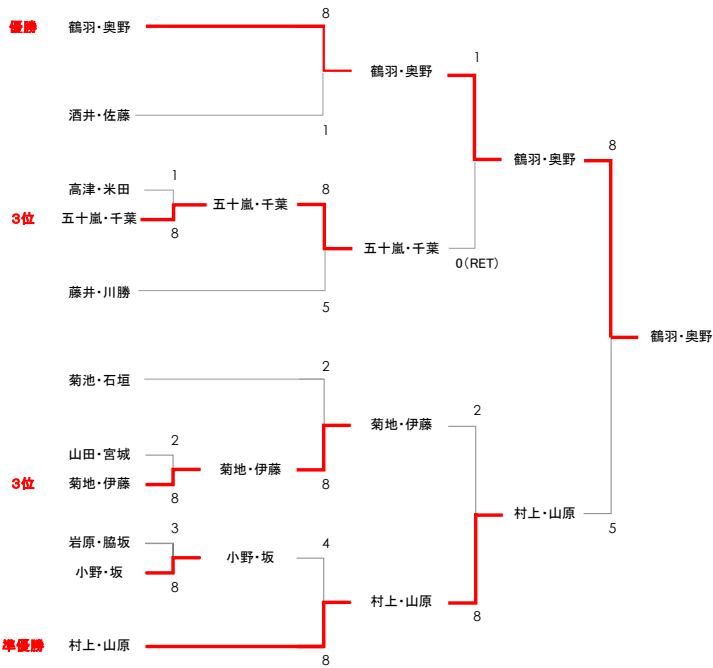 8
優勝 鶴羽・奥野
1
鶴羽・奥野
酒井・佐藤
1
8
鶴羽・奥野
1
8
高津・米田
五十嵐・千葉
3位 五十嵐・千葉
8
五十嵐・千葉
0(RET)
藤井・川勝
5
鶴羽・奥野
2
菊池・石垣
2
菊地・伊藤
2
山田・宮城
菊地・伊藤
3位 菊地・伊藤
8
8
村上・山原
3
5
岩原・脇坂
4
小野・坂
小野・坂
8
村上・山原
8
準優勝 村上・山原
8